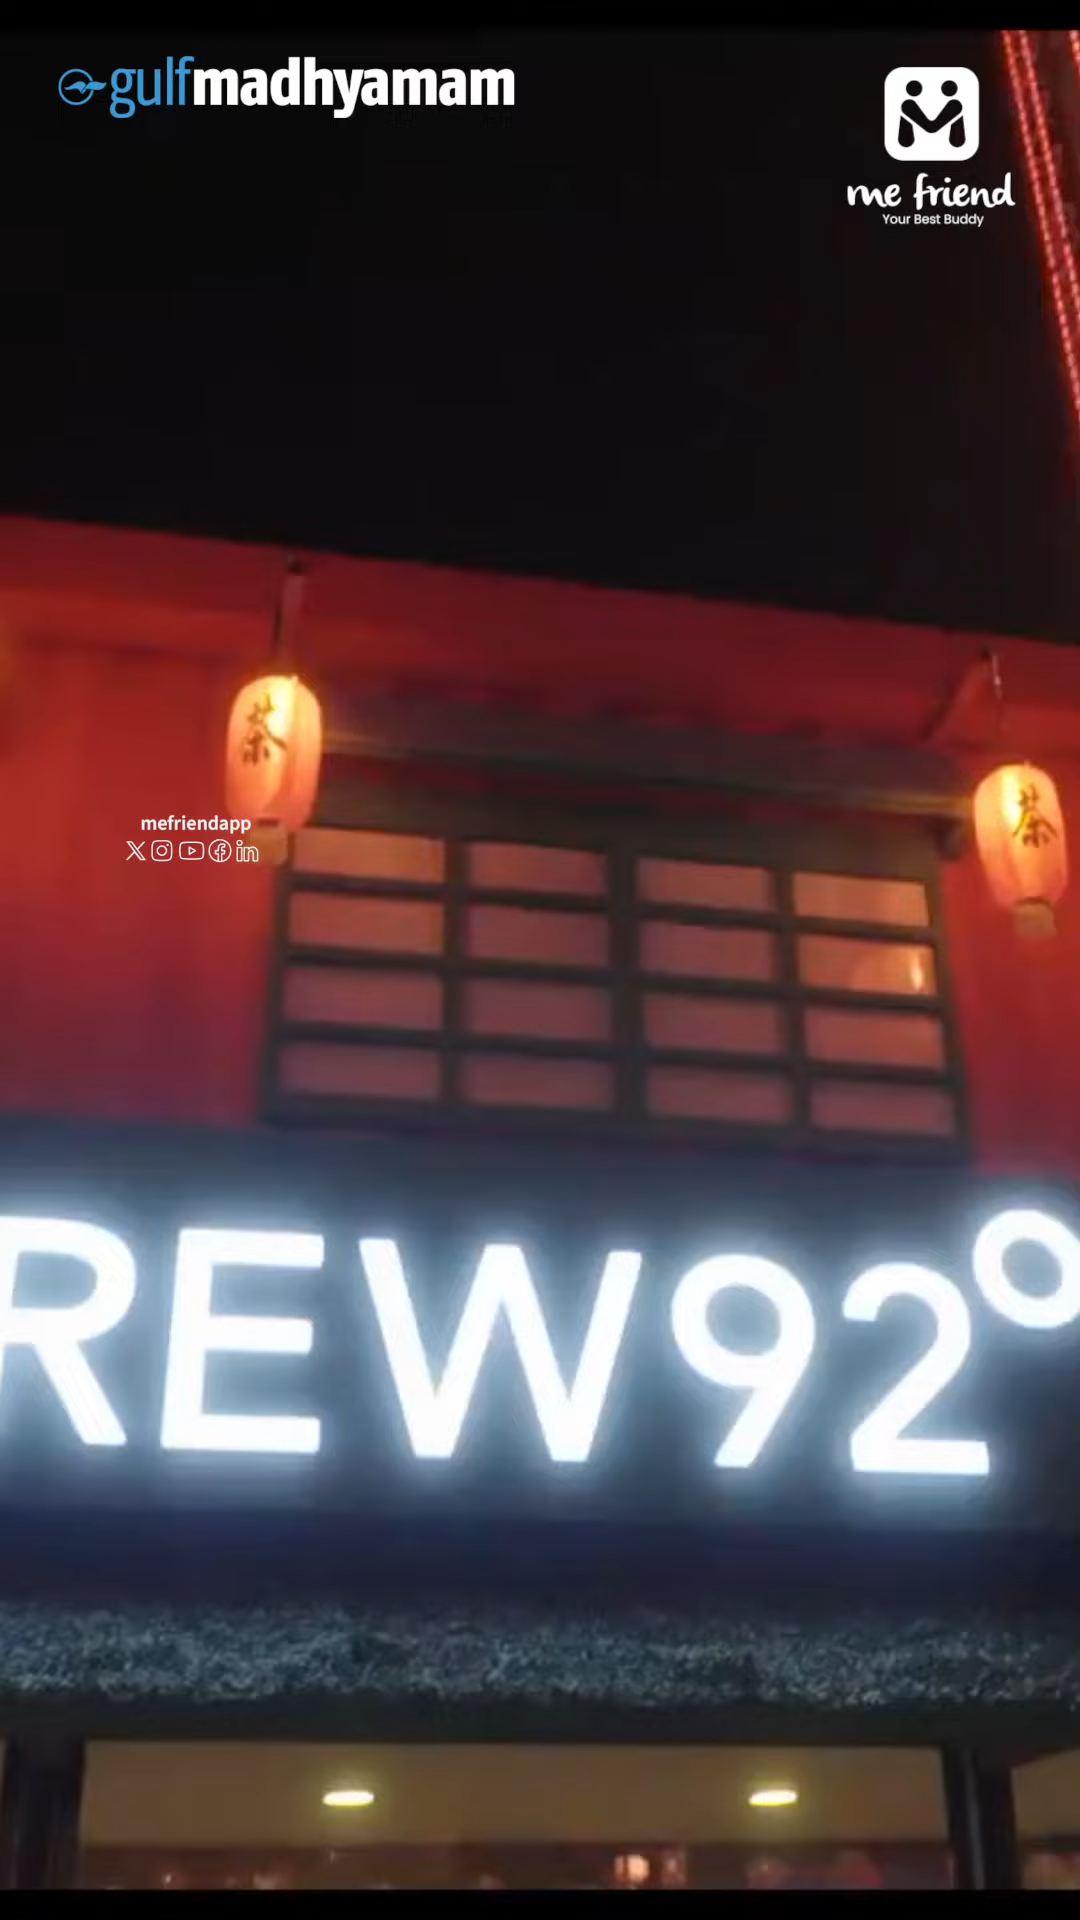 gulfmadhyamam
me friend
Your Best Buddy
茶
茶
mefriendapp
REW92°